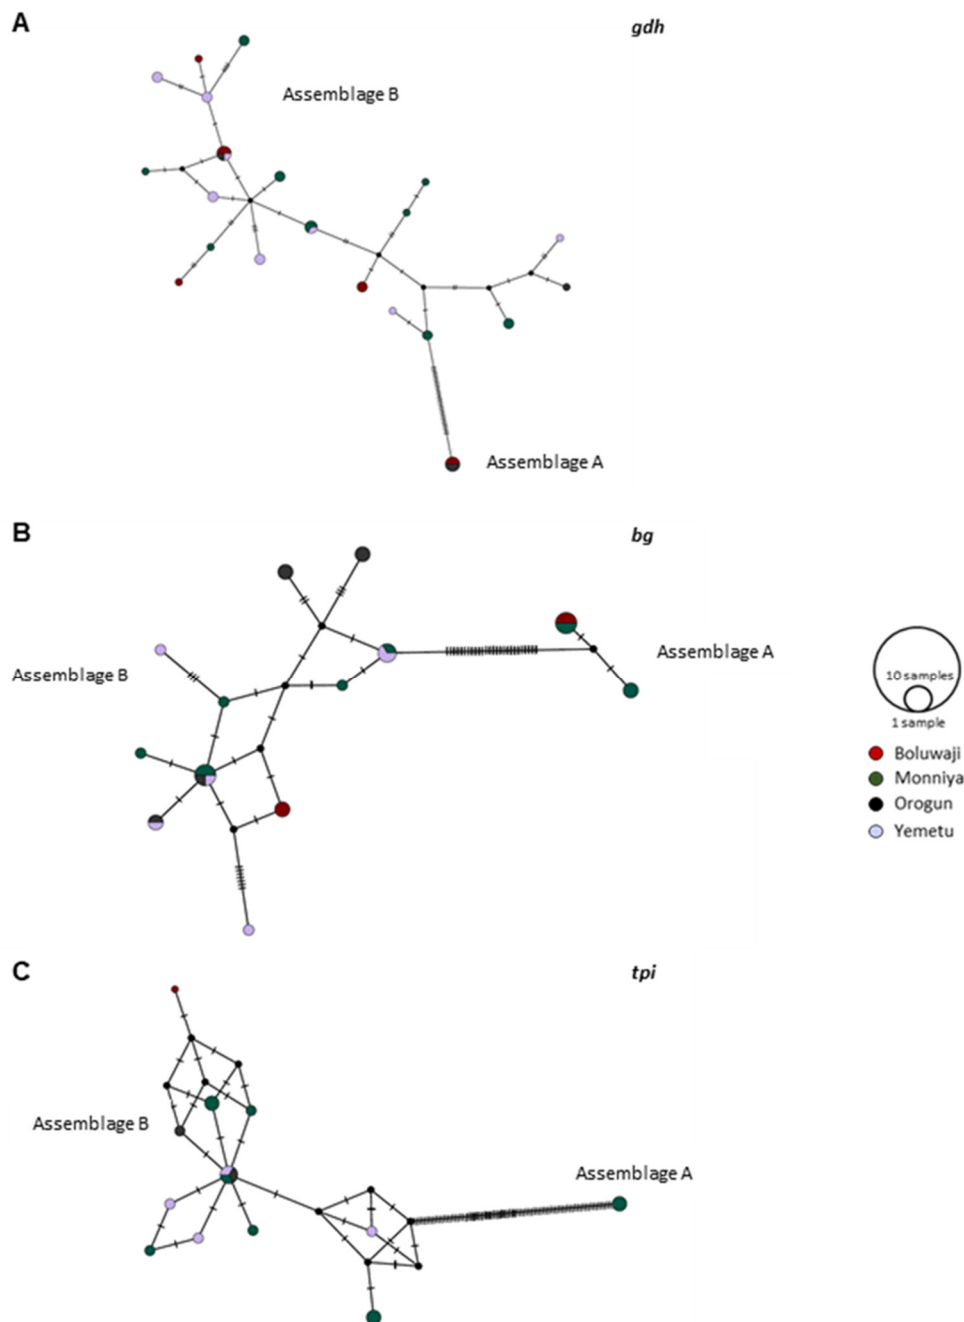 A
gdh
Assemblage B
Assemblage A
B
bg
Assemblage B
Assemblage A
10 samples
1 sample
Boluwaji
Monniya
Orogun
Yemetu
C
tpi
Assemblage B
Assemblage A